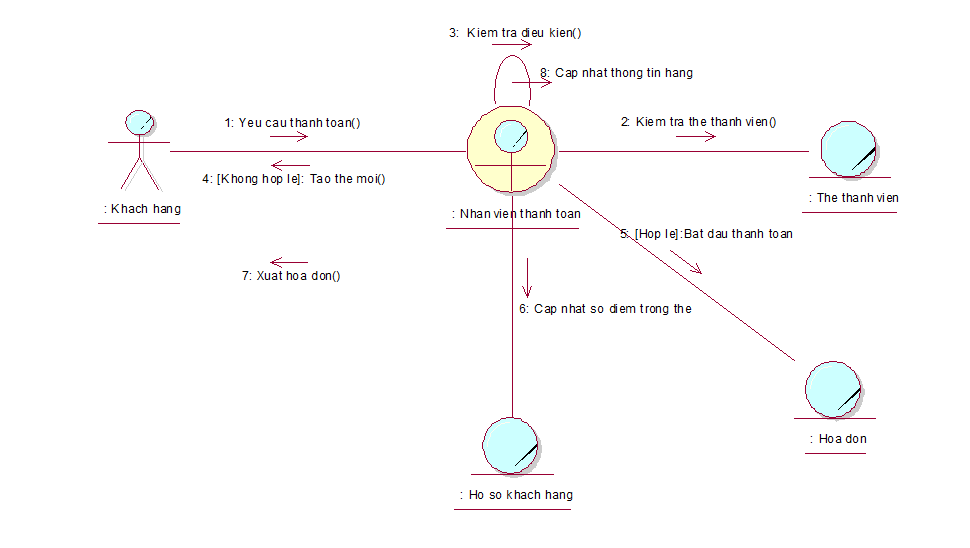 3: Kiem tra dieu kien()
8: Cap nhat thong tin hang
1: Yeu cau thanh toan()
2: Kiem tra the thanh vien()
4: [Khong hop le]: Tao the moi()
: Khach hang
: Nhan vien thanh toan
: The thanh vien
5: [Hop le]:Bat dau thanh toan
7: Xuat hoa don()
6: Cap nhat so diem trong the
: Hoa don
: Ho so khach hang